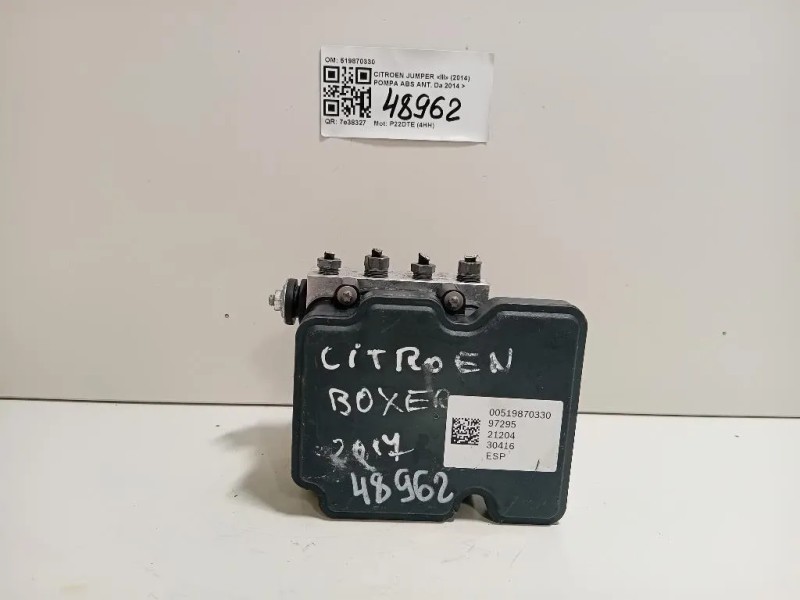 OM: 519870330
CITROEN JUMPER «III» (2014)
POMPA ABS ANT. Da 2014 >
48962
QR: 7e39327
Mot: P22DTE (4HH)
CITROEN
BOXER
2017
48962
00519870330
97295
21204
30416
ESP